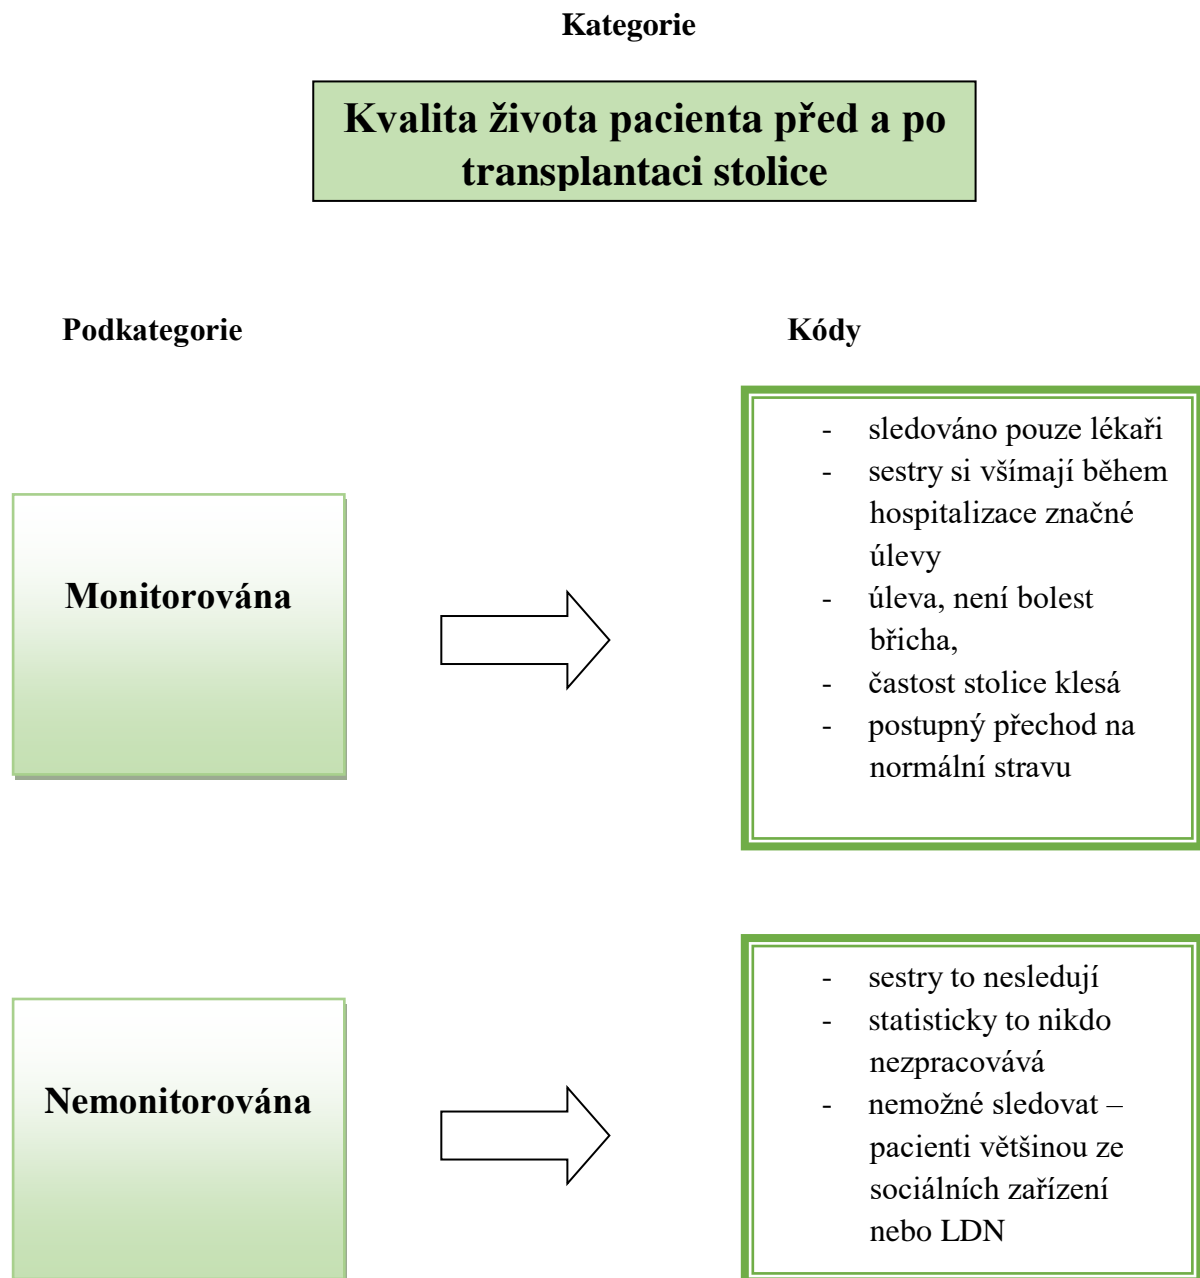 Kategorie
Kvalita života pacienta před a po
transplantaci stolice
Podkategorie
Kódy
Monitorována
- sledováno pouze lékaři
- sestry si všímají během
hospitalizace značné
úlevy
- úleva, není bolest
břicha,
- častost stolice klesá
- postupný přechod na
normální stravu
Nemonitorována
- sestry to nesledují
- statisticky to nikdo
nezpracovává
- nemožné sledovat –
pacienti většinou ze
sociálních zařízení
nebo LDN